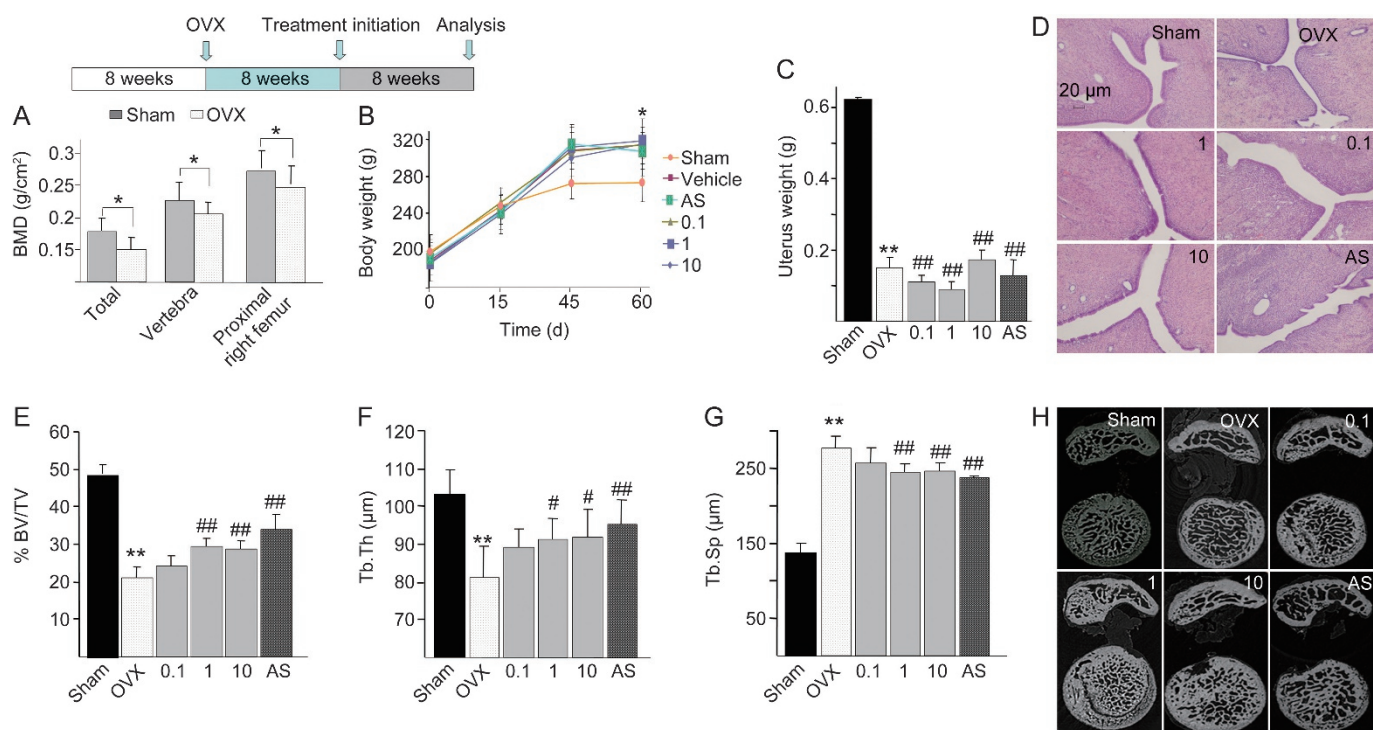 OVX Treatment initiation Analysis
8 weeks 8 weeks 8 weeks
A
Sham OVX
BMD (g/cm²)
0.3
0.25
0.2
0.15
0.1
*
*
*
Total
Vertebra
Proximal
right femur
B
Body weight (g)
320
280
240
200
*
0 15 45 60
Time (d)
Sham
Vehicle
AS
0.1
1
10
C
Uterus weight (g)
0.6
0.4
0.2
** ## ## ## ##
Sham OVX 0.1 1 10 AS
D
Sham OVX
20 µm
1 0.1
10 AS
E
% BV/TV
60
50
40
30
20
10
** ## ## ##
Sham OVX 0.1 1 10 AS
F
Tb.Th (µm)
120
110
100
90
80
70
** # # ##
Sham OVX 0.1 1 10 AS
G
Tb.Sp (µm)
250
150
50
** ## ## ##
Sham OVX 0.1 1 10 AS
H
Sham OVX 0.1
1 10 AS